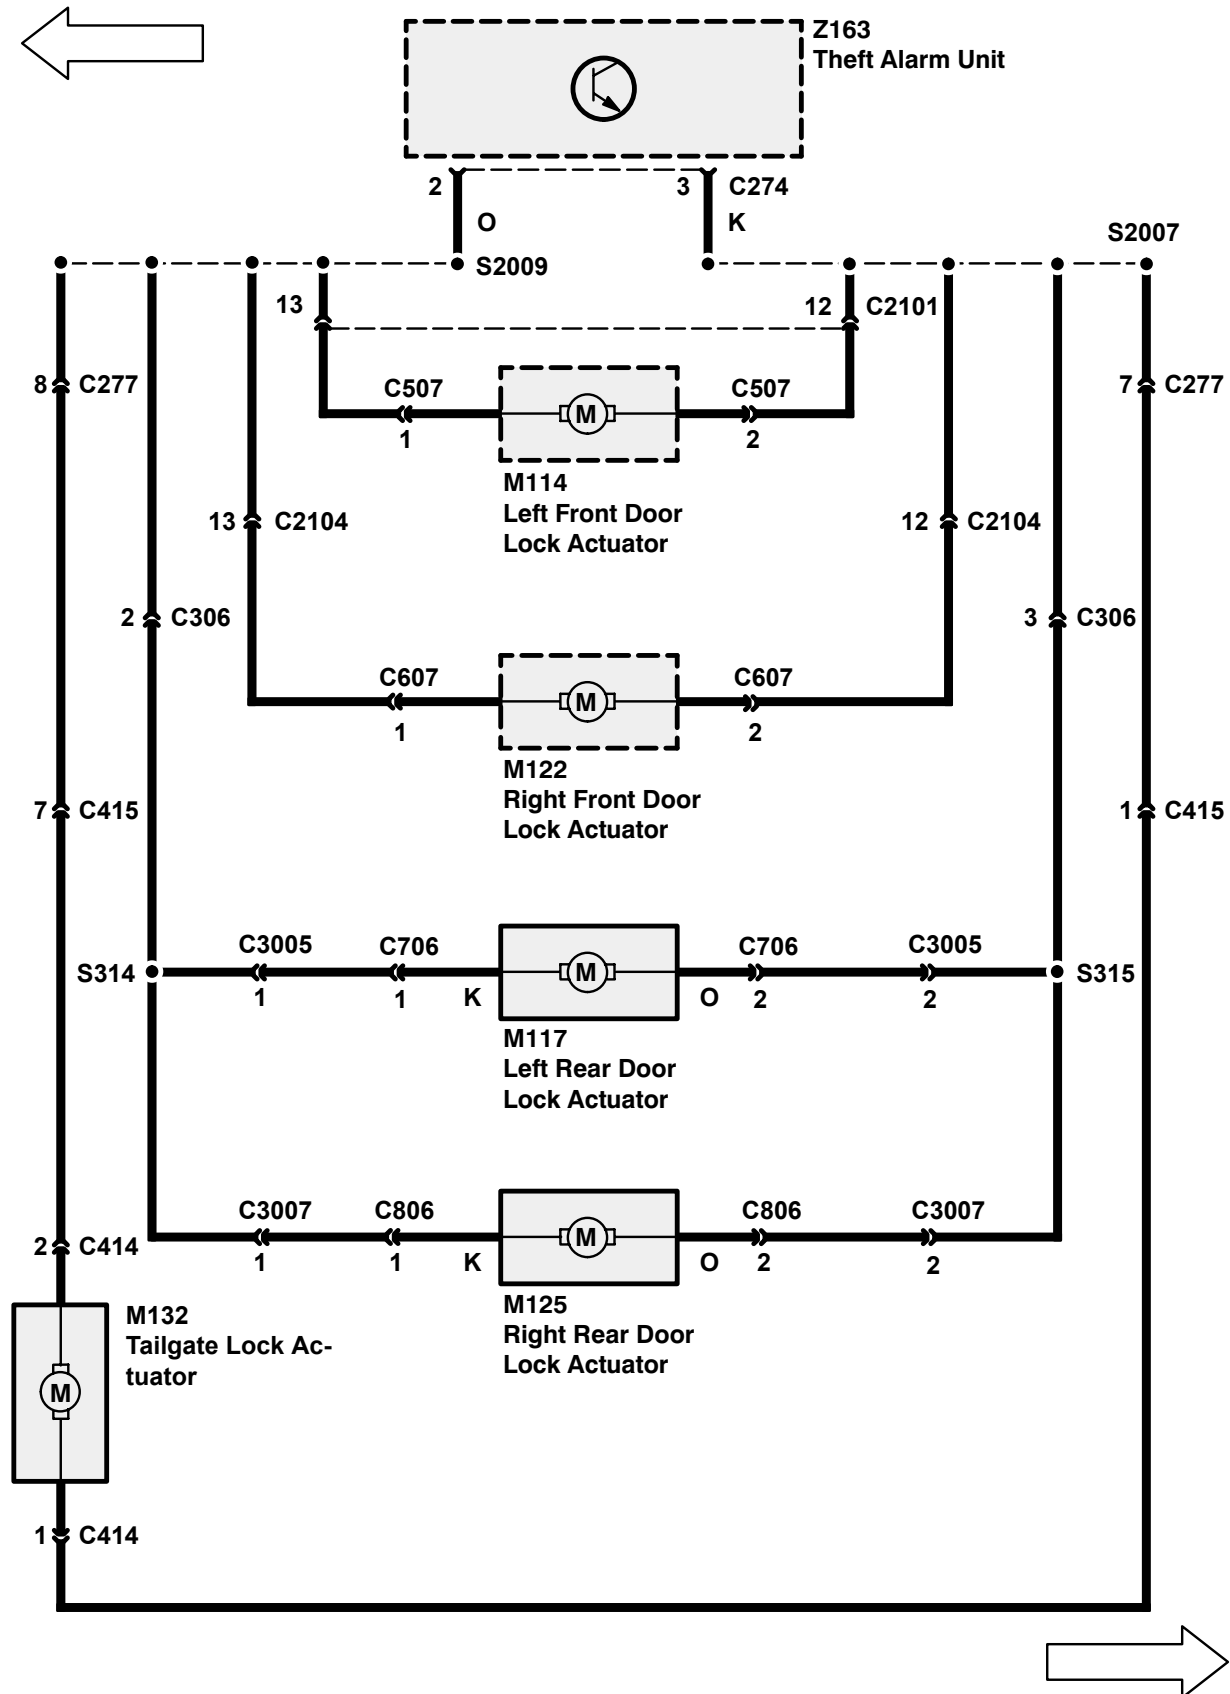 Z163
Theft Alarm Unit
2
3
C274
O
K
S2007
S2009
13
12
C2101
8
C277
C507
C507
7
C277
M
1
2
M114
Left Front Door
Lock Actuator
13
C2104
12
C2104
2
C306
3
C306
C607
C607
M
1
2
M122
Right Front Door
Lock Actuator
7
C415
1
C415
C3005
C706
C706
C3005
S314
M
S315
1
1
K
O
2
2
M117
Left Rear Door
Lock Actuator
C3007
C806
C806
C3007
2
C414
M
1
1
K
O
2
2
M125
Right Rear Door
Lock Actuator
M132
Tailgate Lock Ac-
tuator
M
1
C414